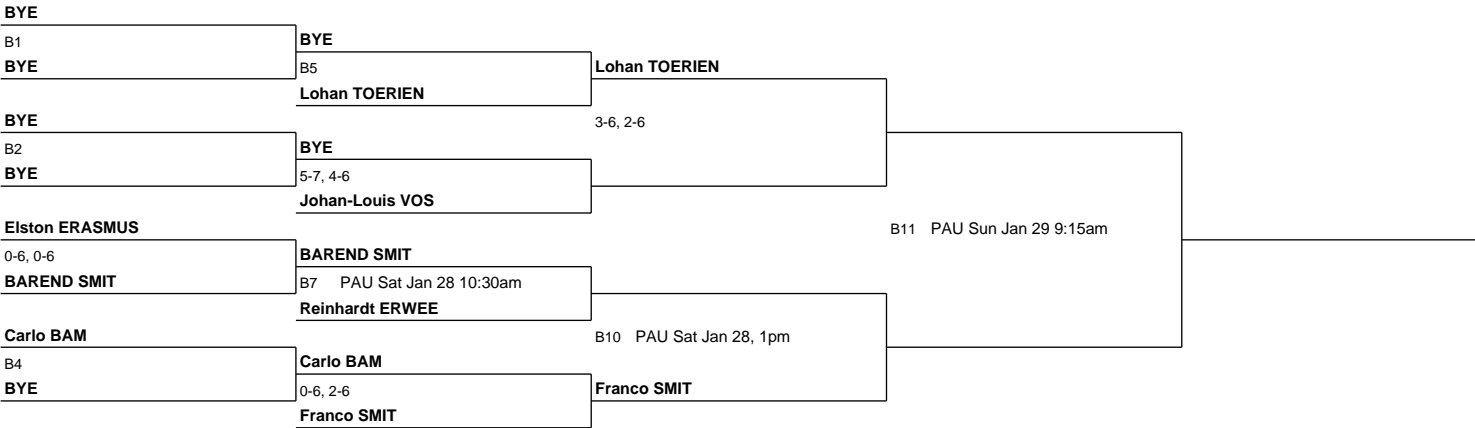 BYE
B1
BYE
BYE
B5
Lohan TOERIEN
Lohan TOERIEN
3-6, 2-6
BYE
B2
BYE
BYE
5-7, 4-6
Johan-Louis VOS
Elston ERASMUS
0-6, 0-6
BAREND SMIT
BAREND SMIT
B7 PAU Sat Jan 28 10:30am
Reinhardt ERWEE
B10 PAU Sat Jan 28, 1pm
Carlo BAM
B4
BYE
Carlo BAM
0-6, 2-6
Franco SMIT
Franco SMIT
B11 PAU Sun Jan 29 9:15am